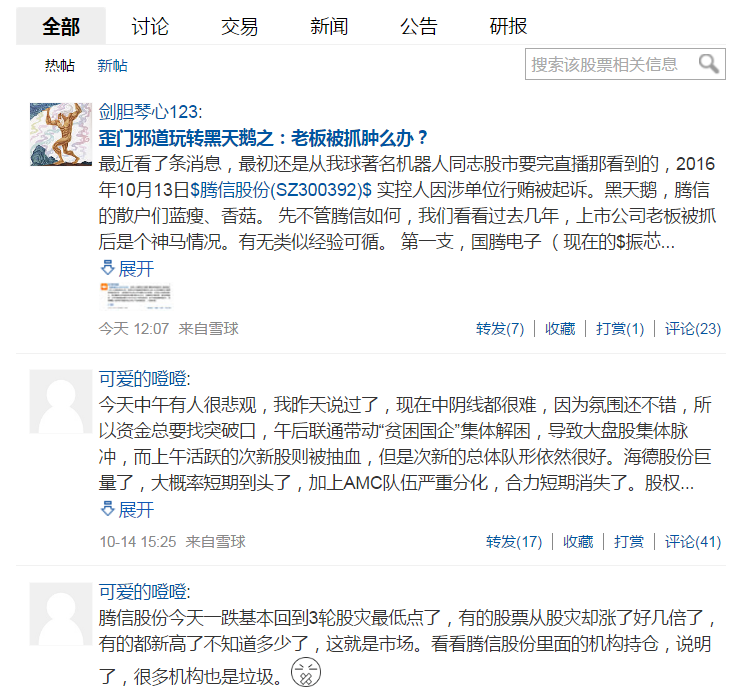 全部 讨论 交易 新闻 公告 研报
热帖 新帖 搜索该股票相关信息
剑胆琴心123:
歪门邪道玩转黑天鹅之：老板被抓肿么办？
最近看了条消息，最初还是从我球著名机器人同志股市要完直播那看到的，2016
年10月13日$腾信股份(SZ300392)$ 实控人因涉单位行贿被起诉。黑天鹅，腾信
的散户们蓝瘦、香菇。 先不管腾信如何，我们看看过去几年，上市公司老板被抓
后是个神马情况。有无类似经验可循。 第一支，国腾电子（ 现在的$振芯...
展开
今天 12:07 来自雪球 转发(7) 收藏 打赏(1) 评论(23)
可爱的噔噔:
今天中午有人很悲观，我昨天说过了，现在中阴线都很难，因为氛围还不错，所
以资金总要找突破口，午后联通带动“贫困国企”集体解困，导致大盘股集体脉
冲，而上午活跃的次新股则被抽血，但是次新的总体队形依然很好。海德股份巨
量了，大概率短期到头了，加上AMC队伍严重分化，合力短期消失了。股权...
展开
10-14 15:25 来自雪球 转发(17) 收藏 打赏 评论(41)
可爱的噔噔:
腾信股份今天一跌基本回到3轮股灾最低点了，有的股票从股灾却涨了好几倍了，
有的都新高了不知道多少了，这就是市场。看看腾信股份里面的机构持仓，说明
了，很多机构也是垃圾。